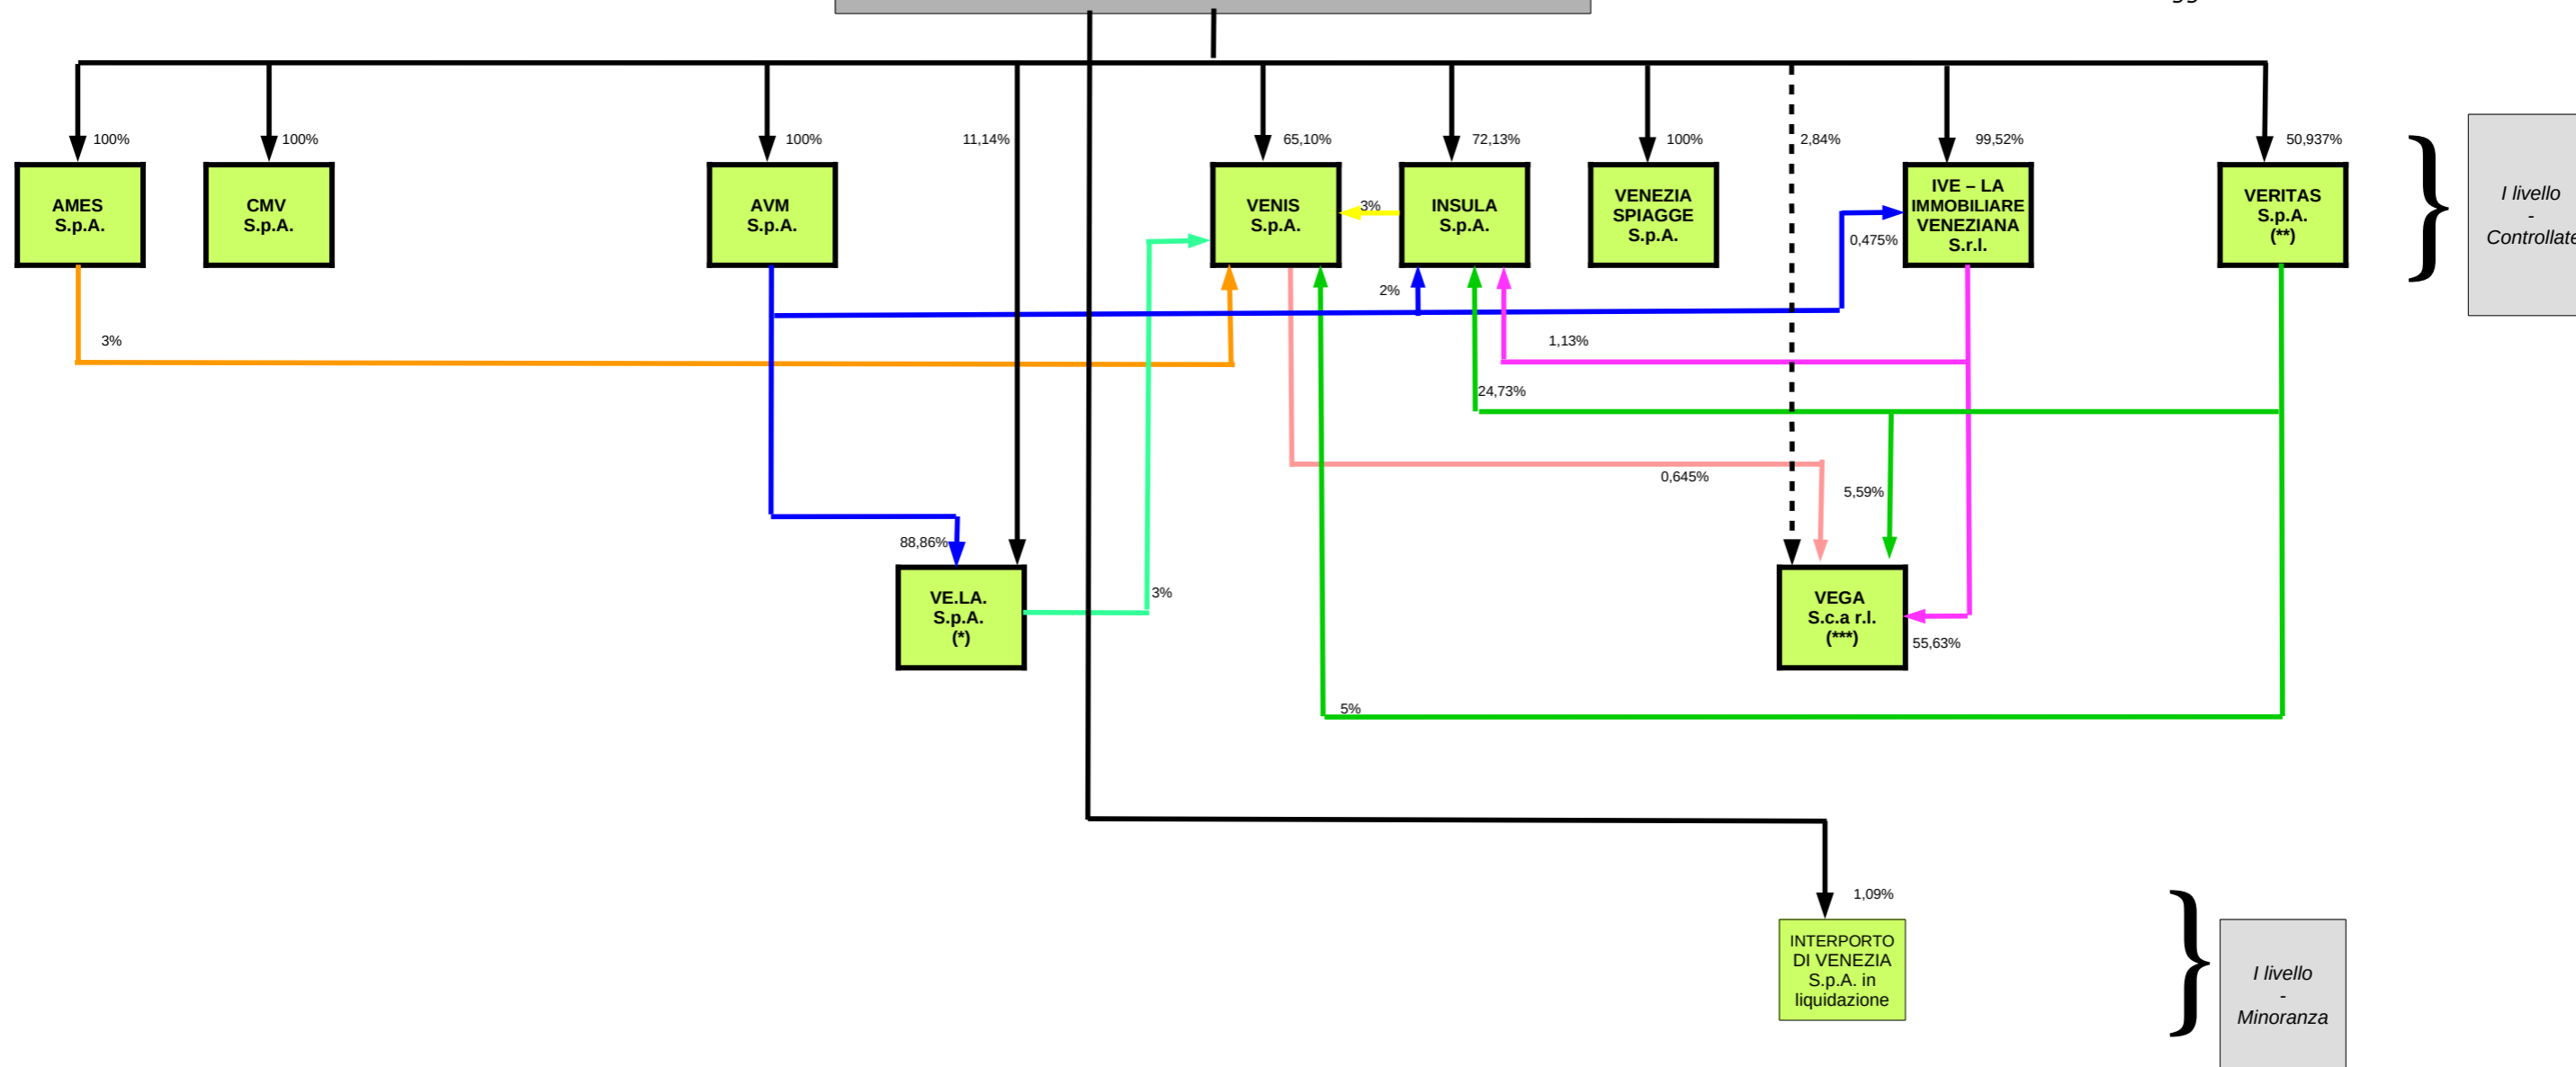 100%
100%
100%
11,14%
65,10%
72,13%
100%
2,84%
99,52%
50,937%
AMES
S.p.A.
CMV
S.p.A.
AVM
S.p.A.
VENIS
S.p.A.
3%
INSULA
S.p.A.
VENEZIA
SPIAGGE
S.p.A.
0,475%
IVE – LA
IMMOBILIARE
VENEZIANA
S.r.l.
VERITAS
S.p.A.
(**)
}
I livello
-
Controllate
2%
3%
1,13%
24,73%
0,645%
5,59%
88,86%
VE.LA.
S.p.A.
(*)
3%
VEGA
S.c.a r.l.
(***)
55,63%
5%
1,09%
INTERPORTO
DI VENEZIA
S.p.A. in
liquidazione
}
I livello
-
Minoranza